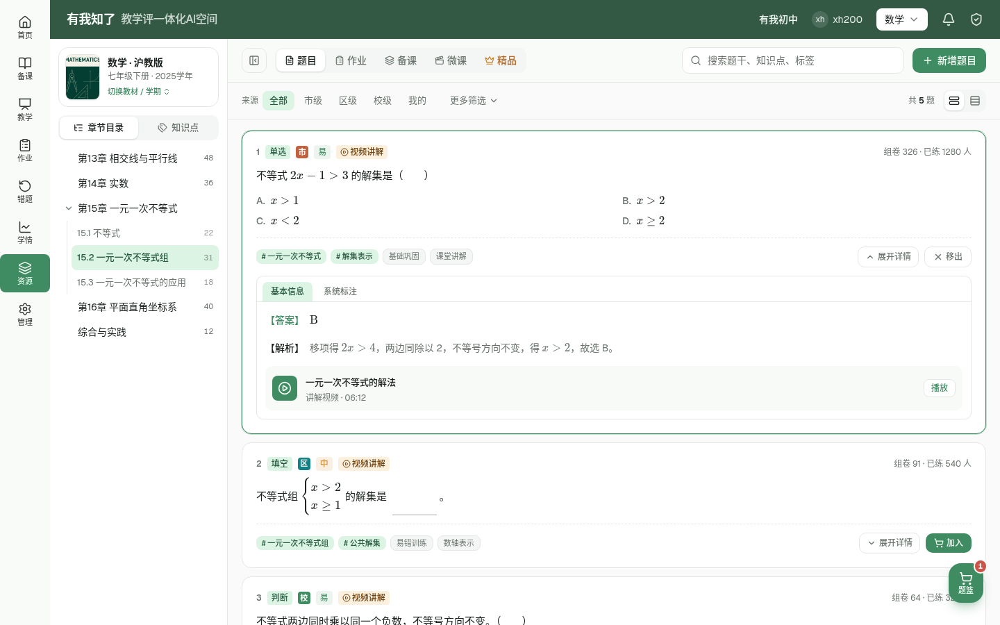 有我知了 教学评一体化AI空间
有我初中
xh xh200
数学
首页
备课
教学
作业
错题
学情
资源
管理
MATHEMATICS
数学 · 沪教版
七年级下册 · 2025学年
切换教材 / 学期
章节目录 知识点
第13章 相交线与平行线 48
第14章 实数 36
第15章 一元一次不等式
15.1 不等式 22
15.2 一元一次不等式组 31
15.3 一元一次不等式的应用 18
第16章 平面直角坐标系 40
综合与实践 12
题目 作业 备课 微课 精品
搜索题干、知识点、标签
新增题目
来源 全部 市级 区级 校级 我的 更多筛选
共 5 题
1 单选 市 易 视频讲解 组卷 326 · 已练 1280 人
不等式 2x − 1 > 3 的解集是（　　）
A. x > 1 B. x > 2
C. x < 2 D. x ≥ 2
# 一元一次不等式 # 解集表示 基础巩固 课堂讲解 展开详情 移出
基本信息 系统标注
【答案】 B
【解析】 移项得 2x > 4，两边同除以 2，不等号方向不变，得 x > 2，故选 B。
一元一次不等式的解法
讲解视频 · 06:12
播放
2 填空 区 中 视频讲解 组卷 91 · 已练 540 人
不等式组 { x > 2
x ≥ 1 的解集是 ______ 。
# 一元一次不等式组 # 公共解集 易错训练 数轴表示 展开详情 加入
3 判断 校 易 视频讲解 组卷 64 · 已练
不等式两边同时乘以同一个负数，不等号方向不变。（　　）
1
题篮